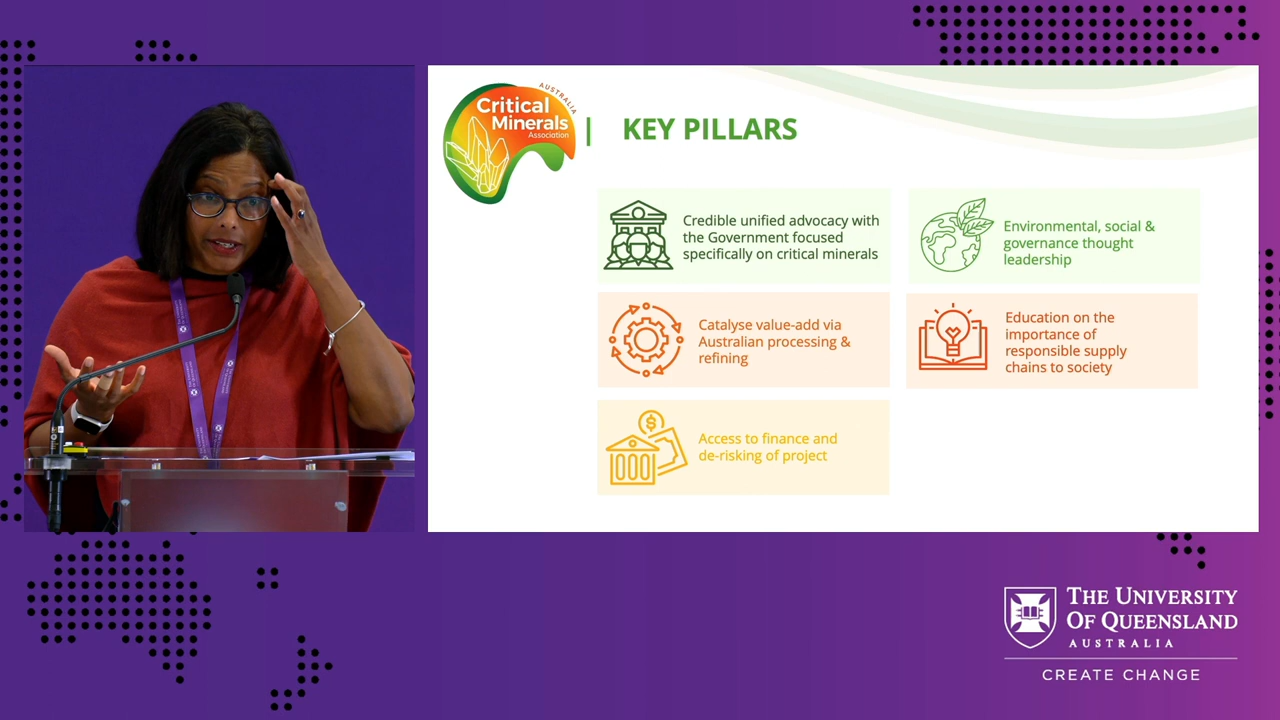 AUSTRALIA
Critical
Minerals
Association
KEY PILLARS
Credible unified advocacy with
the Government focused
specifically on critical minerals
Environmental, social &
governance thought
leadership
Catalyse value-add via
Australian processing &
refining
Education on the
importance of
responsible supply
chains to society
Access to finance and
de-risking of project
THE UNIVERSITY
OF QUEENSLAND
AUSTRALIA
CREATE CHANGE